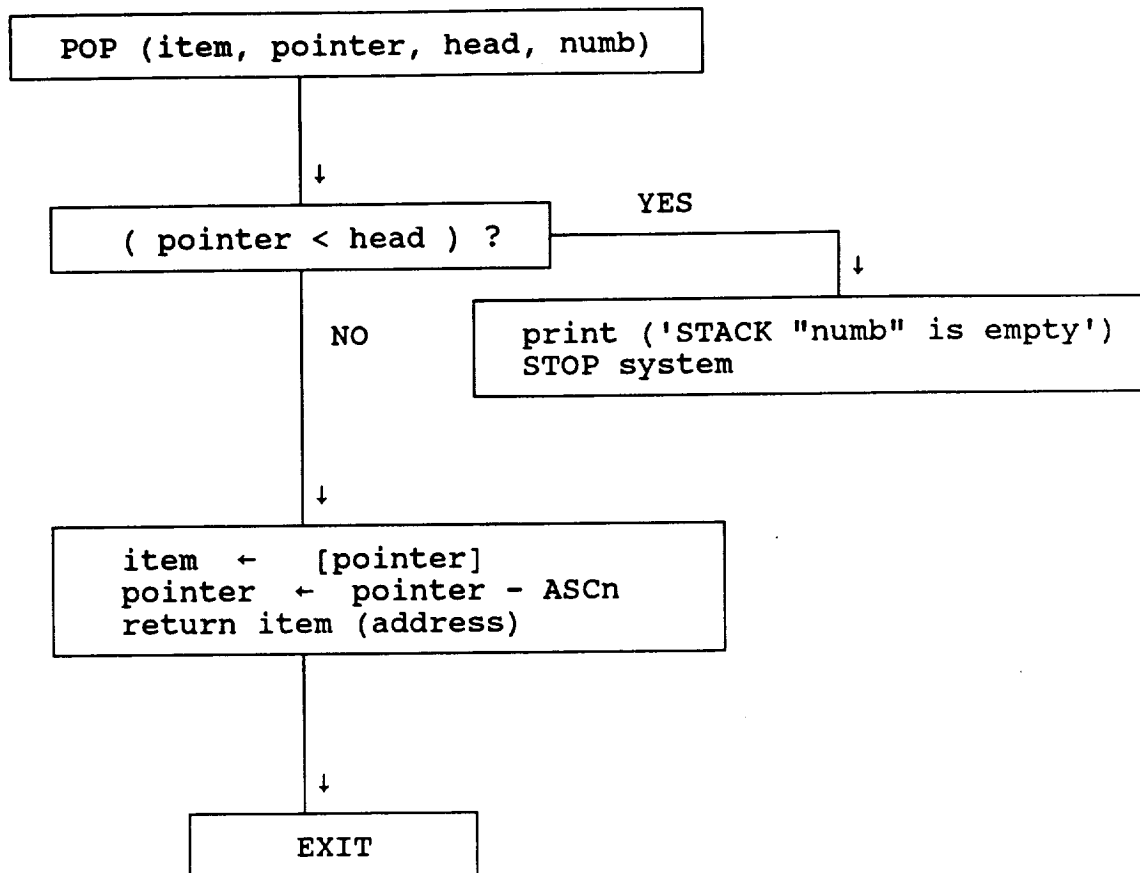 POP (item, pointer, head, numb)
↓
( pointer < head ) ?
YES
↓
NO
print ('STACK "numb" is empty')
STOP system
↓
item ← [pointer]
pointer ← pointer - ASCn
return item (address)
↓
EXIT